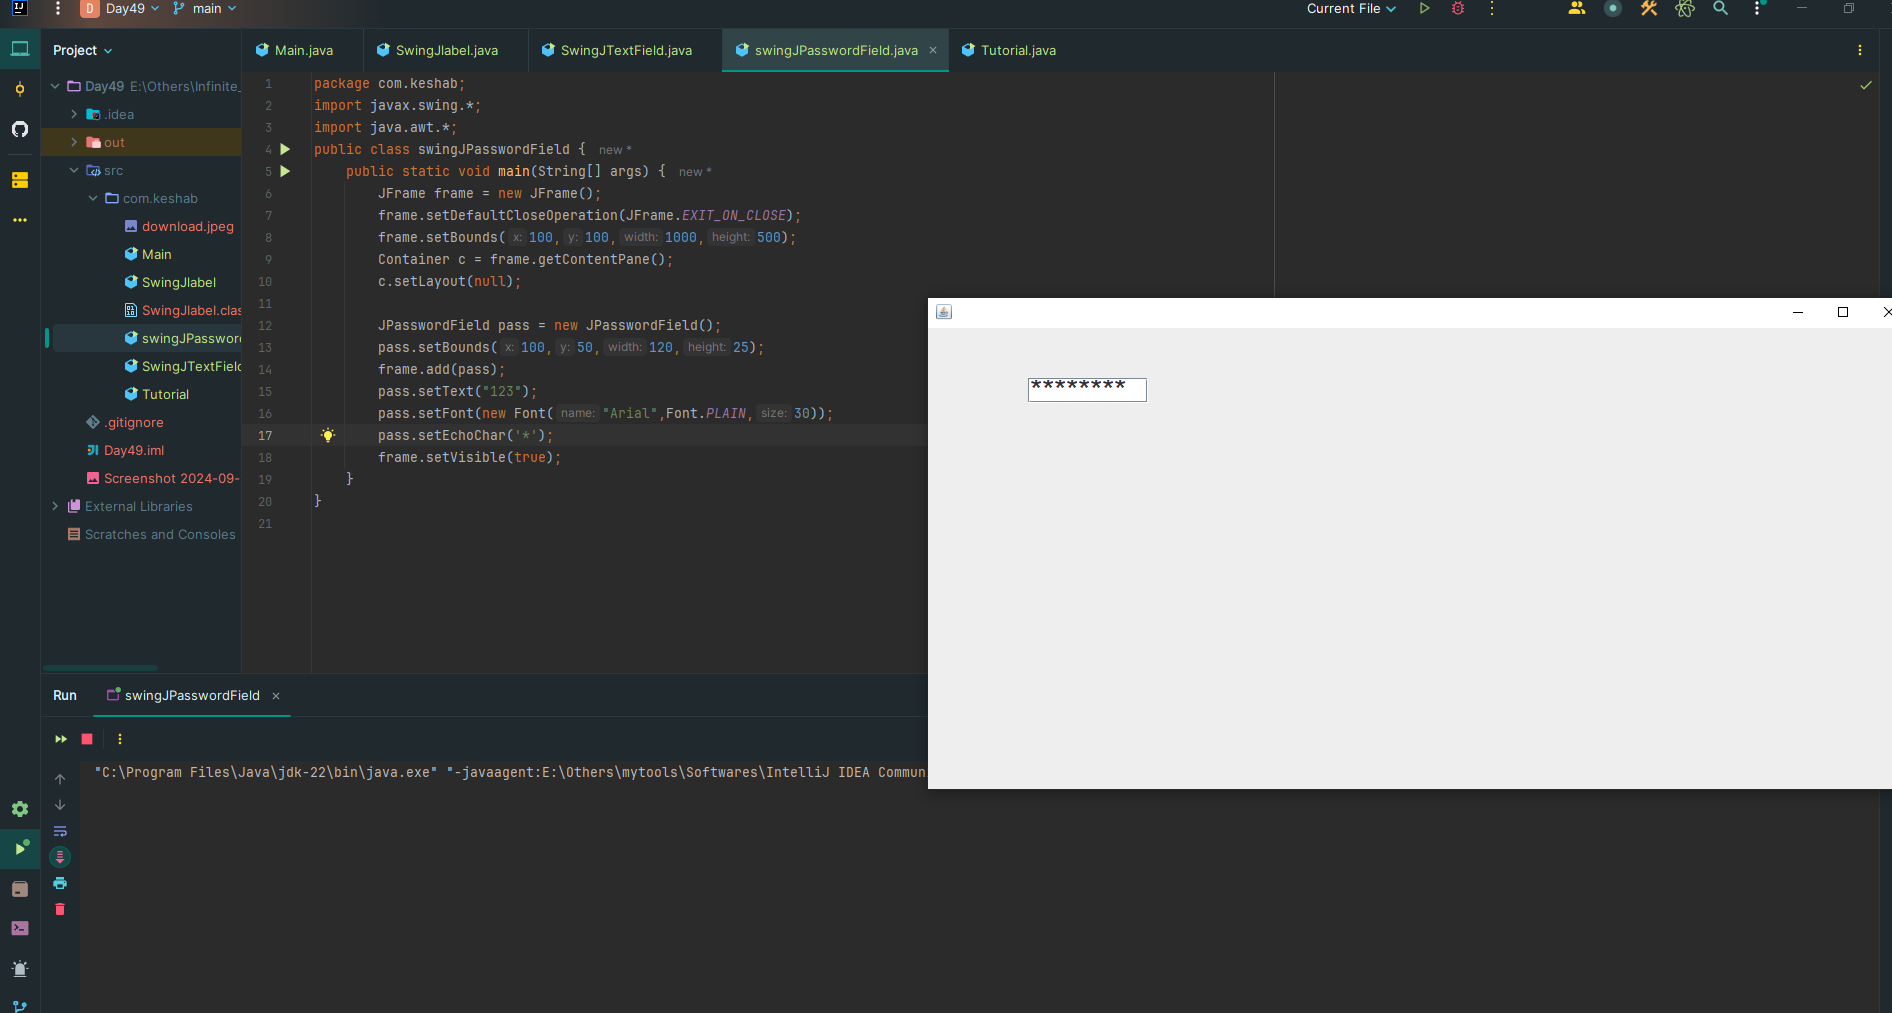 IJ
D Day49 main Current File
Project
Main.java SwingJlabel.java SwingJTextField.java swingJPasswordField.java Tutorial.java
Day49 E:\Others\Infinite_
.idea
out
src
com.keshab
download.jpeg
Main
SwingJlabel
SwingJlabel.clas
swingJPassword
SwingJTextField
Tutorial
.gitignore
Day49.iml
Screenshot 2024-09-
External Libraries
Scratches and Consoles
1 package com.keshab;
2 import javax.swing.*;
3 import java.awt.*;
4 public class swingJPasswordField { new *
5 public static void main(String[] args) { new *
6 JFrame frame = new JFrame();
7 frame.setDefaultCloseOperation(JFrame.EXIT_ON_CLOSE);
8 frame.setBounds( x: 100, y: 100, width: 1000, height: 500);
9 Container c = frame.getContentPane();
10 c.setLayout(null);
11
12 JPasswordField pass = new JPasswordField();
13 pass.setBounds( x: 100, y: 50, width: 120, height: 25);
14 frame.add(pass);
15 pass.setText("123");
16 pass.setFont(new Font( name: "Arial",Font.PLAIN, size: 30));
17 pass.setEchoChar('*');
18 frame.setVisible(true);
19 }
20 }
21
********
Run swingJPasswordField
"C:\Program Files\Java\jdk-22\bin\java.exe" "-javaagent:E:\Others\mytools\Softwares\IntelliJ IDEA Commun